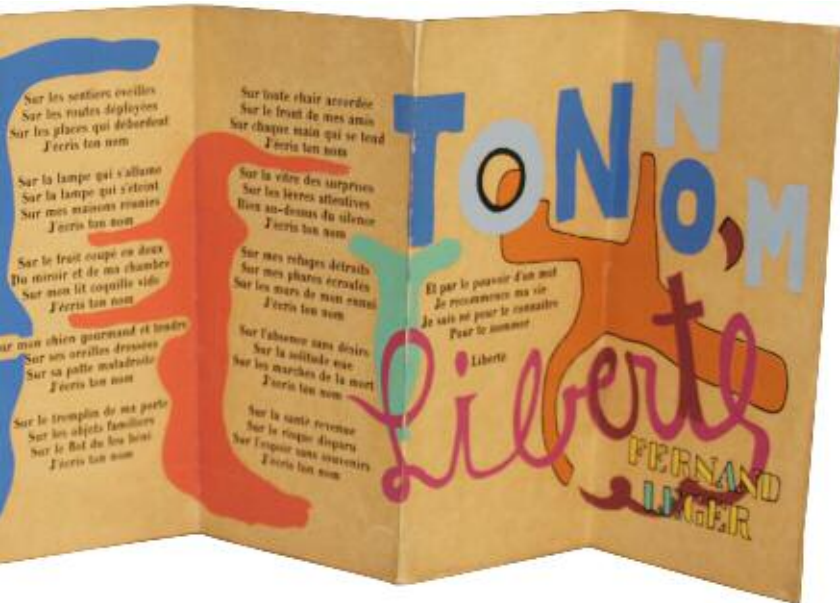 Sur les sentiers éveillés
Sur les routes déployées
Sur les places qui débordent
J'écris ton nom
Sur la lampe qui s'allume
Sur la lampe qui s'éteint
Sur mes maisons réunies
J'écris ton nom
Sur le fruit coupé en deux
Du miroir et de ma chambre
Sur mon lit coquille vide
J'écris ton nom
Sur mon chien gourmand et tendre
Sur ses oreilles dressées
Sur sa patte maladroite
J'écris ton nom
Sur le tremplin de ma porte
Sur les objets familiers
Sur le flot du feu béni
J'écris ton nom
Sur toute chair accordée
Sur le front de mes amis
Sur chaque main qui se tend
J'écris ton nom
Sur la vitre des surprises
Sur les lèvres attentives
Bien au-dessus du silence
J'écris ton nom
Sur mes refuges détruits
Sur mes phares écroulés
Sur les murs de mon ennui
J'écris ton nom
Sur l'absence sans désirs
Sur la solitude nue
Sur les marches de la mort
J'écris ton nom
Sur la santé revenue
Sur le risque disparu
Sur l'espoir sans souvenirs
J'écris ton nom
TON NOM,
Et par le pouvoir d'un mot
Je recommence ma vie
Je suis né pour te connaître
Pour te nommer
Liberté
Liberté
FERNAND
LEGER